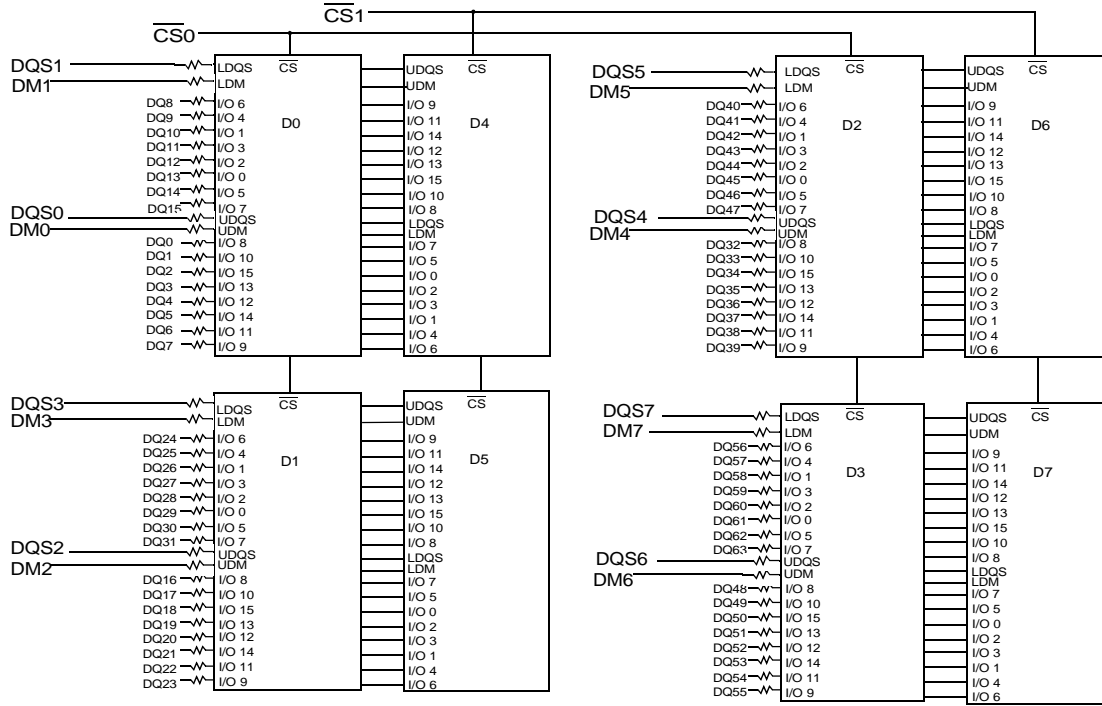 CS1
CS0
DQS1
DM1
DQ8
DQ9
DQ10
DQ11
DQ12
DQ13
DQ14
DQ15
DQS0
DM0
DQ0
DQ1
DQ2
DQ3
DQ4
DQ5
DQ6
DQ7
CS
LDQS
LDM
I/O 6
I/O 4
I/O 1
I/O 3
I/O 2
I/O 0
I/O 5
I/O 7
UDQS
UDM
I/O 8
I/O 10
I/O 15
I/O 13
I/O 12
I/O 14
I/O 11
I/O 9
D0
CS
UDQS
UDM
I/O 9
I/O 11
I/O 14
I/O 12
I/O 13
I/O 15
I/O 10
I/O 8
LDQS
LDM
I/O 7
I/O 5
I/O 0
I/O 2
I/O 3
I/O 1
I/O 4
I/O 6
D4
DQS5
DM5
DQ40
DQ41
DQ42
DQ43
DQ44
DQ45
DQ46
DQ47
DQS4
DM4
DQ32
DQ33
DQ34
DQ35
DQ36
DQ37
DQ38
DQ39
CS
LDQS
LDM
I/O 6
I/O 4
I/O 1
I/O 3
I/O 2
I/O 0
I/O 5
I/O 7
UDQS
UDM
I/O 8
I/O 10
I/O 15
I/O 13
I/O 12
I/O 14
I/O 11
I/O 9
D2
CS
UDQS
UDM
I/O 9
I/O 11
I/O 14
I/O 12
I/O 13
I/O 15
I/O 10
I/O 8
LDQS
LDM
I/O 7
I/O 5
I/O 0
I/O 2
I/O 3
I/O 1
I/O 4
I/O 6
D6
DQS3
DM3
DQ24
DQ25
DQ26
DQ27
DQ28
DQ29
DQ30
DQ31
DQS2
DM2
DQ16
DQ17
DQ18
DQ19
DQ20
DQ21
DQ22
DQ23
CS
LDQS
LDM
I/O 6
I/O 4
I/O 1
I/O 3
I/O 2
I/O 0
I/O 5
I/O 7
UDQS
UDM
I/O 8
I/O 10
I/O 15
I/O 13
I/O 12
I/O 14
I/O 11
I/O 9
D1
CS
UDQS
UDM
I/O 9
I/O 11
I/O 14
I/O 12
I/O 13
I/O 15
I/O 10
I/O 8
LDQS
LDM
I/O 7
I/O 5
I/O 0
I/O 2
I/O 3
I/O 1
I/O 4
I/O 6
D5
DQS7
DM7
DQ56
DQ57
DQ58
DQ59
DQ60
DQ61
DQ62
DQ63
DQS6
DM6
DQ48
DQ49
DQ50
DQ51
DQ52
DQ53
DQ54
DQ55
CS
LDQS
LDM
I/O 6
I/O 4
I/O 1
I/O 3
I/O 2
I/O 0
I/O 5
I/O 7
UDQS
UDM
I/O 8
I/O 10
I/O 15
I/O 13
I/O 12
I/O 14
I/O 11
I/O 9
D3
CS
UDQS
UDM
I/O 9
I/O 11
I/O 14
I/O 12
I/O 13
I/O 15
I/O 10
I/O 8
LDQS
LDM
I/O 7
I/O 5
I/O 0
I/O 2
I/O 3
I/O 1
I/O 4
I/O 6
D7